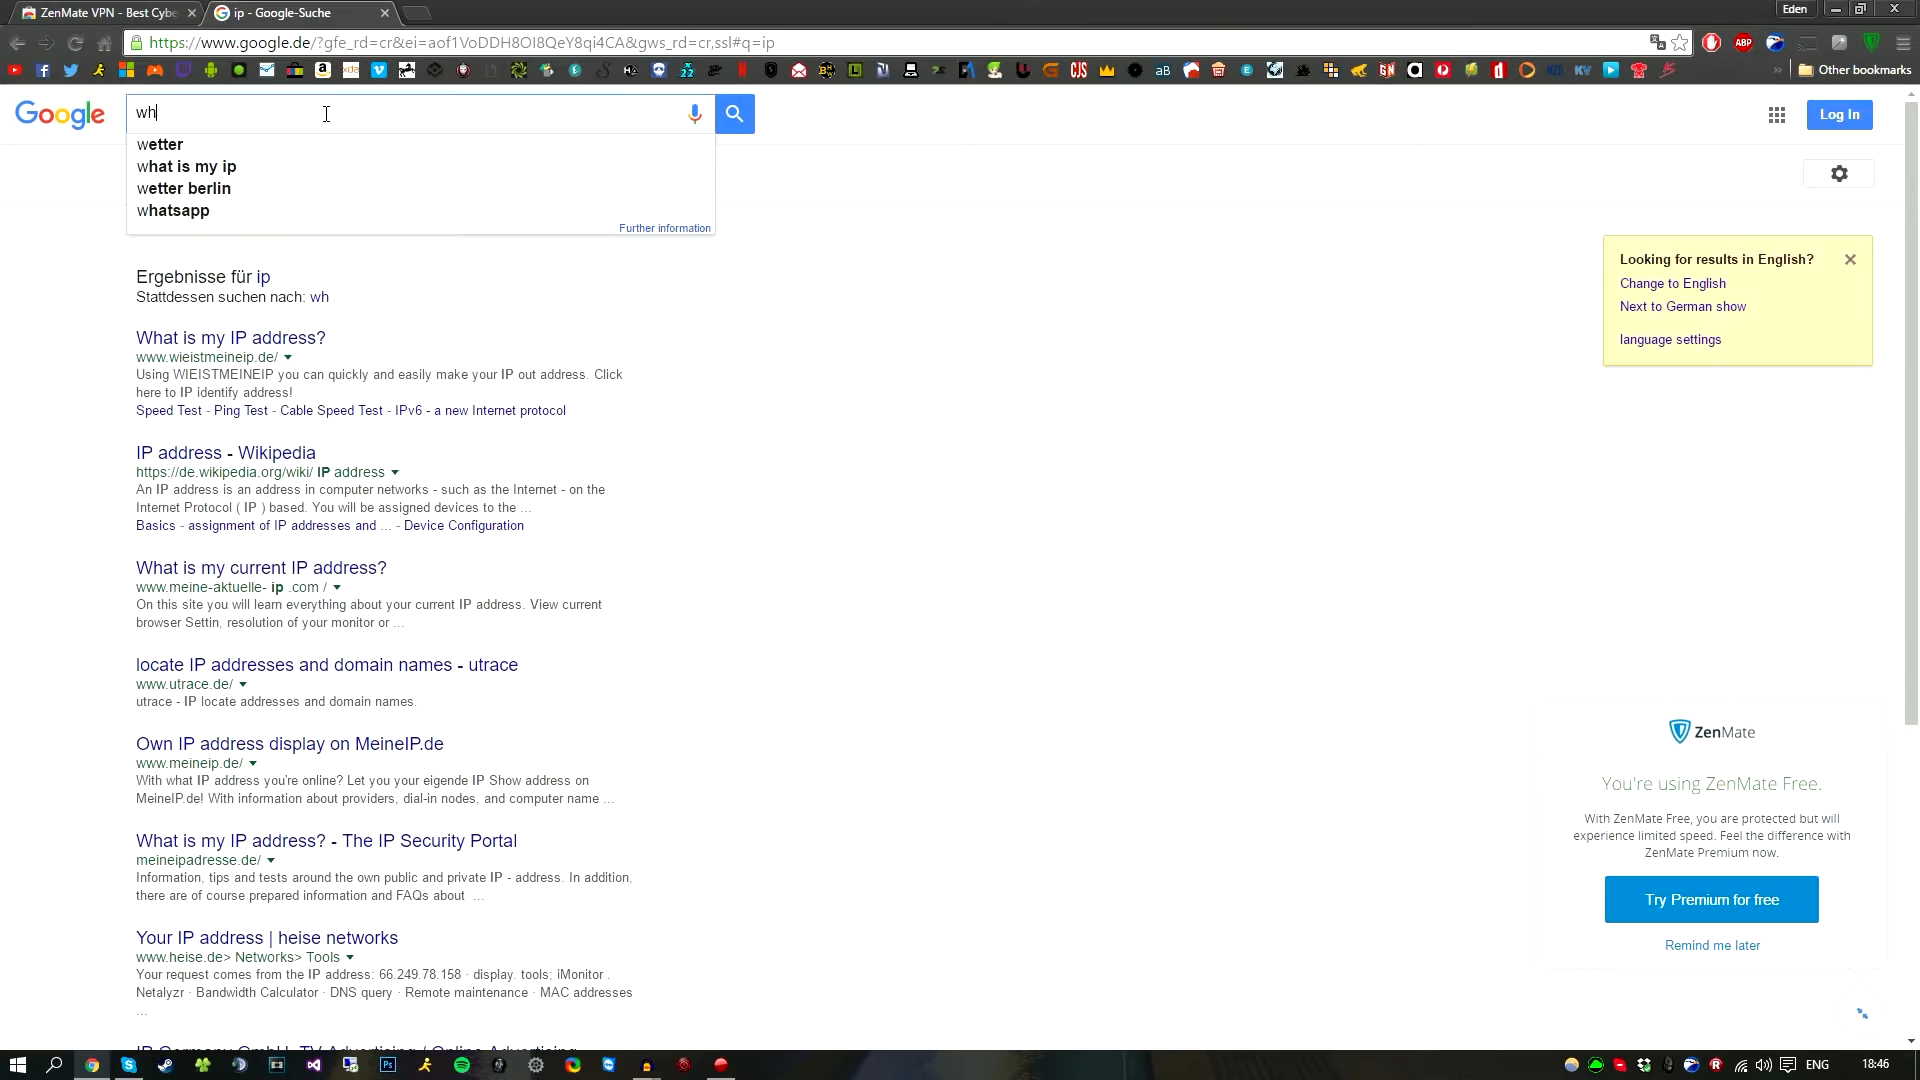 ZenMate VPN - Best Cybe
ip - Google-Suche
Eden
https://www.google.de/?gfe_rd=cr&ei=aof1VoDDH8OI8QeY8qi4CA&gws_rd=cr,ssl#q=ip
Other bookmarks
Google
wh
Log In
wetter
what is my ip
wetter berlin
whatsapp
Further information
Ergebnisse für ip
Stattdessen suchen nach: wh
Looking for results in English?
Change to English
Next to German show
language settings
What is my IP address?
www.wieistmeineip.de/
Using WIEISTMEINEIP you can quickly and easily make your IP out address. Click
here to IP identify address!
Speed Test - Ping Test - Cable Speed Test - IPv6 - a new Internet protocol
IP address - Wikipedia
https://de.wikipedia.org/wiki/ IP address
An IP address is an address in computer networks - such as the Internet - on the
Internet Protocol ( IP ) based. You will be assigned devices to the ...
Basics - assignment of IP addresses and ... - Device Configuration
What is my current IP address?
www.meine-aktuelle- ip .com /
On this site you will learn everything about your current IP address. View current
browser Settin, resolution of your monitor or ...
locate IP addresses and domain names - utrace
www.utrace.de/
utrace - IP locate addresses and domain names.
Own IP address display on MeineIP.de
www.meineip.de/
With what IP address you're online? Let you your eigende IP Show address on
MeineIP.de! With information about providers, dial-in nodes, and computer name ...
What is my IP address? - The IP Security Portal
meineipadresse.de/
Information, tips and tests around the own public and private IP - address. In addition,
there are of course prepared information and FAQs about ...
Your IP address | heise networks
www.heise.de> Networks> Tools
Your request comes from the IP address: 66.249.78.158 · display. tools; iMonitor .
Netalyzr · Bandwidth Calculator · DNS query · Remote maintenance · MAC addresses
...
IP Germany GmbH: TV Advertising / Online Advertising
ZenMate
You're using ZenMate Free.
With ZenMate Free, you are protected but will
experience limited speed. Feel the difference with
ZenMate Premium now.
Try Premium for free
Remind me later
ENG
18:46